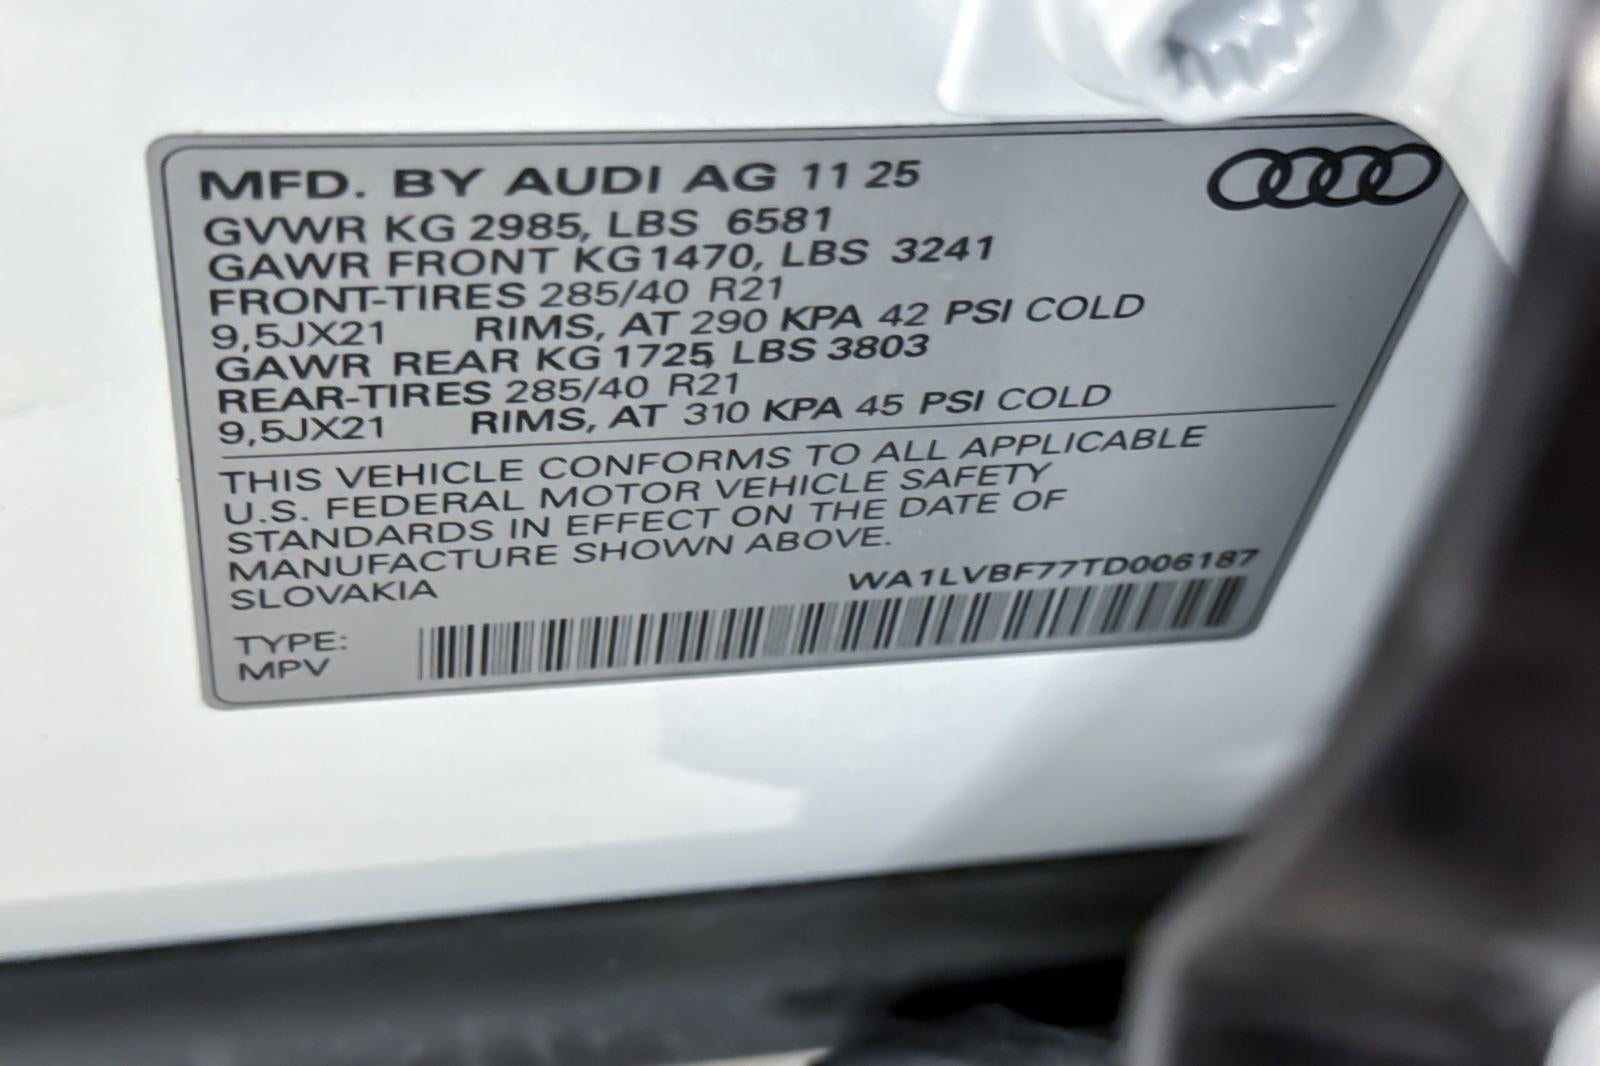 MFD. BY AUDI AG 11 25
GVWR KG 2985, LBS 6581
GAWR FRONT KG 1470, LBS 3241
FRONT-TIRES 285/40 R21
9,5JX21 RIMS, AT 290 KPA 42 PSI COLD
GAWR REAR KG 1725, LBS 3803
REAR-TIRES 285/40 R21
9,5JX21 RIMS, AT 310 KPA 45 PSI COLD
THIS VEHICLE CONFORMS TO ALL APPLICABLE
U.S. FEDERAL MOTOR VEHICLE SAFETY
STANDARDS IN EFFECT ON THE DATE OF
MANUFACTURE SHOWN ABOVE.
SLOVAKIA
WA1LVBF77TD006187
TYPE:
MPV